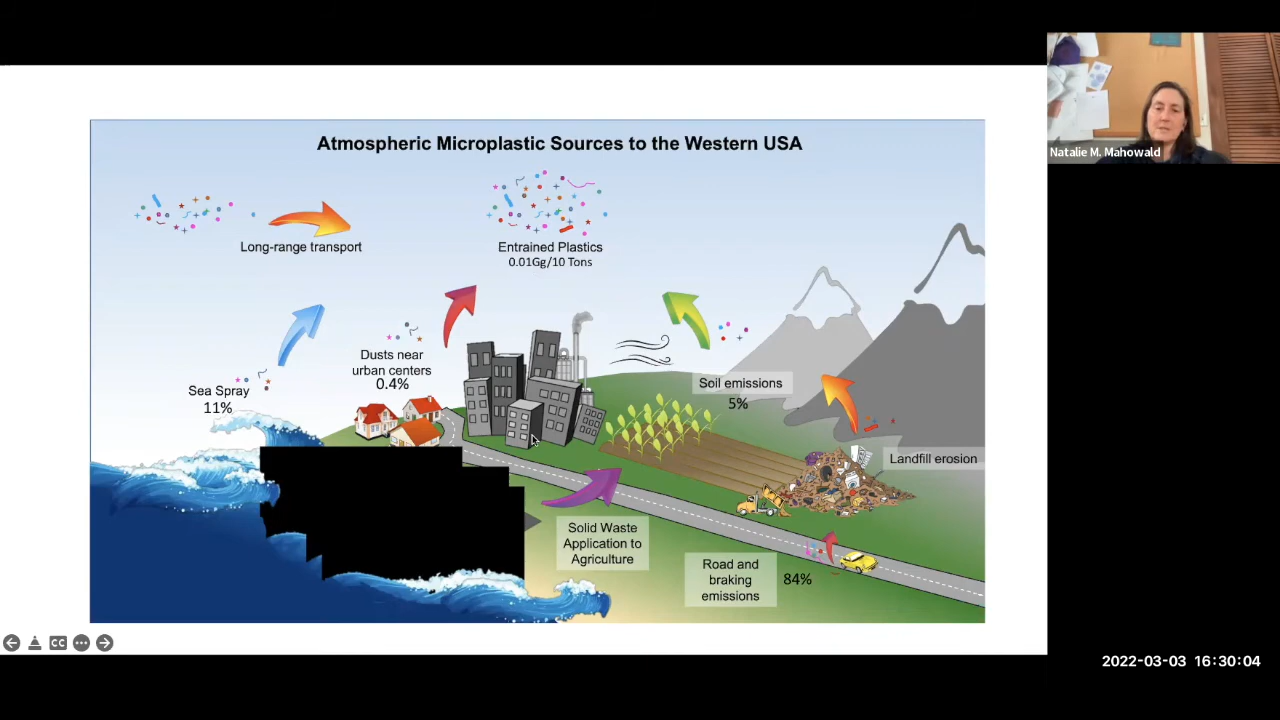 Atmospheric Microplastic Sources to the Western USA
Long-range transport
Entrained Plastics
0.01Gg/10 Tons
Dusts near
urban centers
0.4%
Sea Spray
11%
Soil emissions
5%
Landfill erosion
Solid Waste
Application to
Agriculture
Road and
braking
emissions
84%
Natalie M. Mahowald
CC
2022-03-03 16:30:04